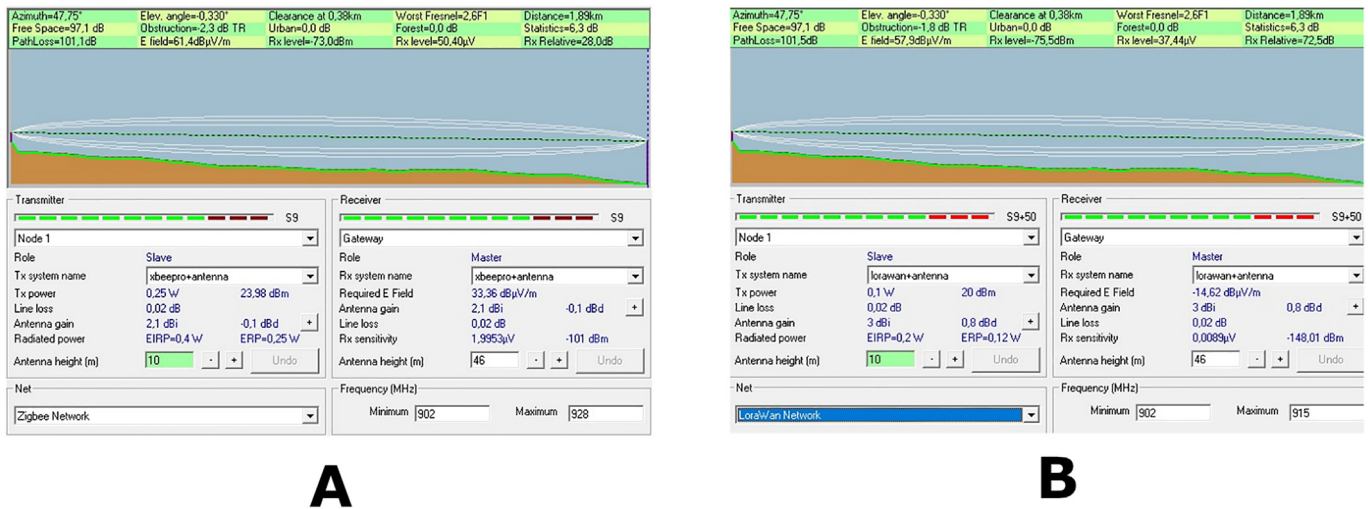 Azimuth=47,75° Elev. angle=-0,330° Clearance at 0,38km Worst Fresnel=2,6F1 Distance=1,89km
Free Space=97,1 dB Obstruction=-2,3 dB TR Urban=0,0 dB Forest=0,0 dB Statistics=6,3 dB
PathLoss=101,1dB E field=61,4dBµV/m Rx level=-73,0dBm Rx level=50,40µV Rx Relative=28,0dB
Transmitter
S9
Node 1
Role Slave
Tx system name xbeepro+antenna
Tx power 0,25 W 23,98 dBm
Line loss 0,02 dB
Antenna gain 2,1 dBi -0,1 dBd +
Radiated power EIRP=0,4 W ERP=0,25 W
Antenna height (m) 10 - + Undo
Net
Zigbee Network
Receiver
S9
Gateway
Role Master
Rx system name xbeepro+antenna
Required E Field 33,36 dBµV/m
Antenna gain 2,1 dBi -0,1 dBd +
Line loss 0,02 dB
Rx sensitivity 1,9953µV -101 dBm
Antenna height (m) 46 - + Undo
Frequency (MHz)
Minimum 902 Maximum 928
A
Azimuth=47,75° Elev. angle=-0,330° Clearance at 0,38km Worst Fresnel=2,6F1 Distance=1,89km
Free Space=97,1 dB Obstruction=-1,8 dB TR Urban=0,0 dB Forest=0,0 dB Statistics=6,3 dB
PathLoss=101,5dB E field=57,9dBµV/m Rx level=-75,5dBm Rx level=37,44µV Rx Relative=72,5dB
Transmitter
S9+50
Node 1
Role Slave
Tx system name lorawan+antenna
Tx power 0,1 W 20 dBm
Line loss 0,02 dB
Antenna gain 3 dBi 0,8 dBd +
Radiated power EIRP=0,2 W ERP=0,12 W
Antenna height (m) 10 - + Undo
Net
LoraWan Network
Receiver
S9+50
Gateway
Role Master
Rx system name lorawan+antenna
Required E Field -14,62 dBµV/m
Antenna gain 3 dBi 0,8 dBd +
Line loss 0,02 dB
Rx sensitivity 0,0089µV -148,01 dBm
Antenna height (m) 46 - + Undo
Frequency (MHz)
Minimum 902 Maximum 915
B